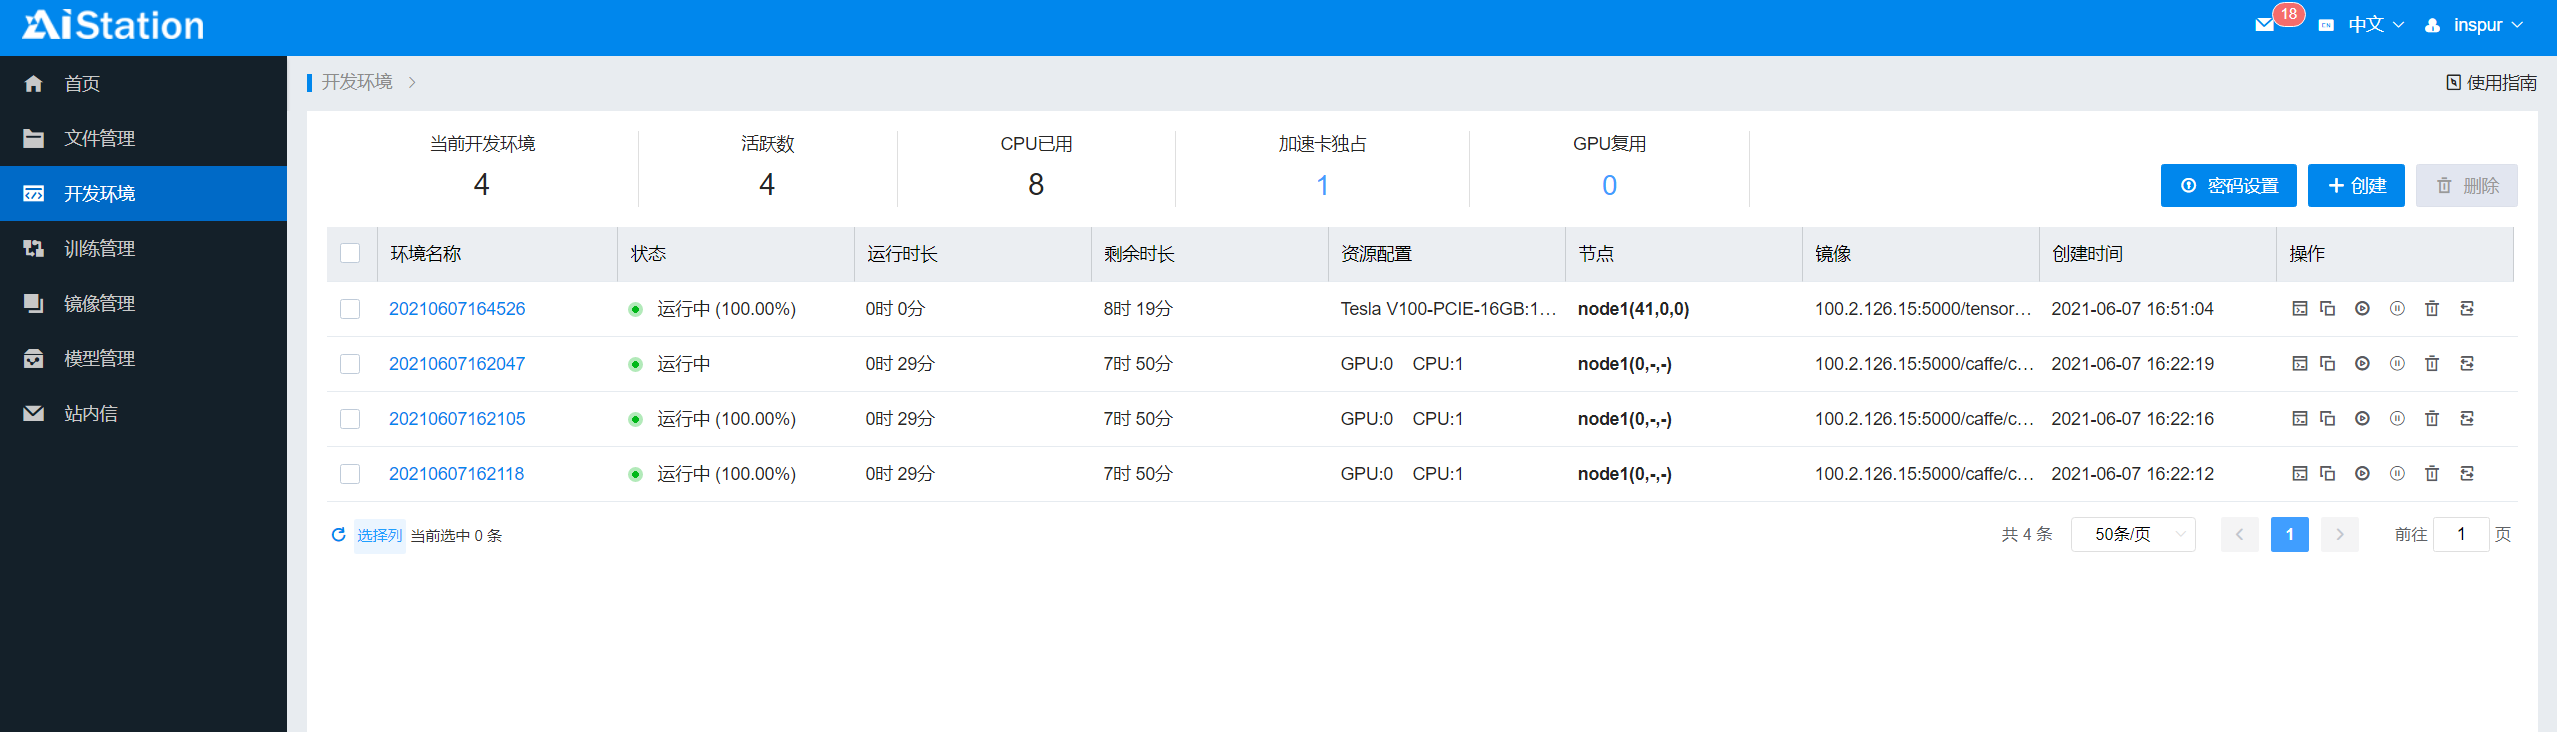 AiStation
18
CN 中文 inspur
首页
文件管理
开发环境
训练管理
镜像管理
模型管理
站内信
开发环境 >
使用指南
当前开发环境 活跃数 CPU已用 加速卡独占 GPU复用
4 4 8 1 0
密码设置 创建 删除
环境名称 状态 运行时长 剩余时长 资源配置 节点 镜像 创建时间 操作
20210607164526 运行中 (100.00%) 0时 0分 8时 19分 Tesla V100-PCIE-16GB:1... node1(41,0,0) 100.2.126.15:5000/tensor... 2021-06-07 16:51:04
20210607162047 运行中 0时 29分 7时 50分 GPU:0 CPU:1 node1(0,-,-) 100.2.126.15:5000/caffe/c... 2021-06-07 16:22:19
20210607162105 运行中 (100.00%) 0时 29分 7时 50分 GPU:0 CPU:1 node1(0,-,-) 100.2.126.15:5000/caffe/c... 2021-06-07 16:22:16
20210607162118 运行中 (100.00%) 0时 29分 7时 50分 GPU:0 CPU:1 node1(0,-,-) 100.2.126.15:5000/caffe/c... 2021-06-07 16:22:12
选择列 当前选中 0 条
共 4 条 50条/页 < 1 > 前往 1 页